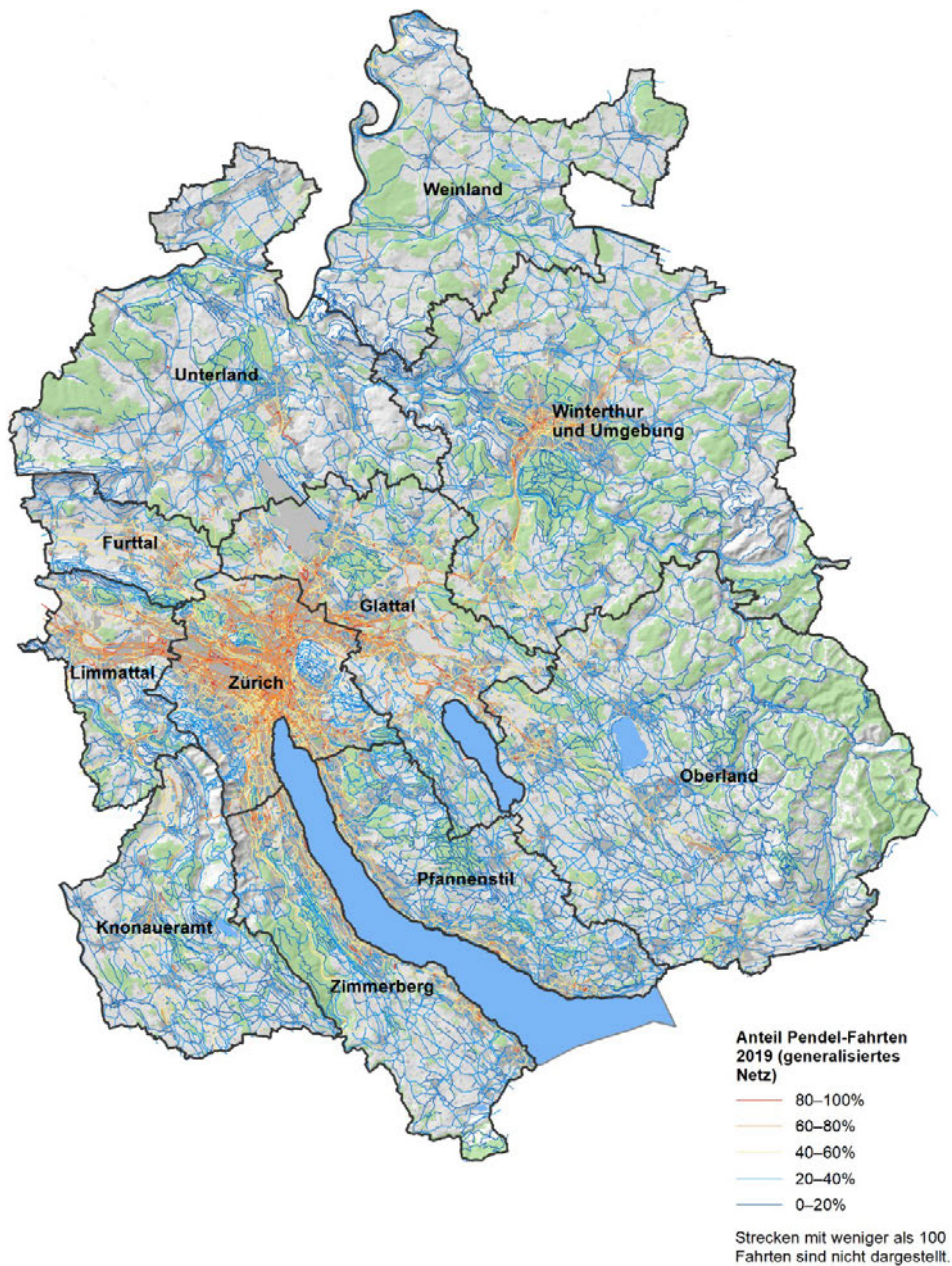 Weinland
Unterland
Winterthur
und Umgebung
Furttal
Glattal
Limmattal
Zürich
Oberland
Pfannenstil
Knonaueramt
Zimmerberg
Anteil Pendel-Fahrten
2019 (generalisiertes
Netz)
80–100%
60–80%
40–60%
20–40%
0–20%
Strecken mit weniger als 100
Fahrten sind nicht dargestellt.